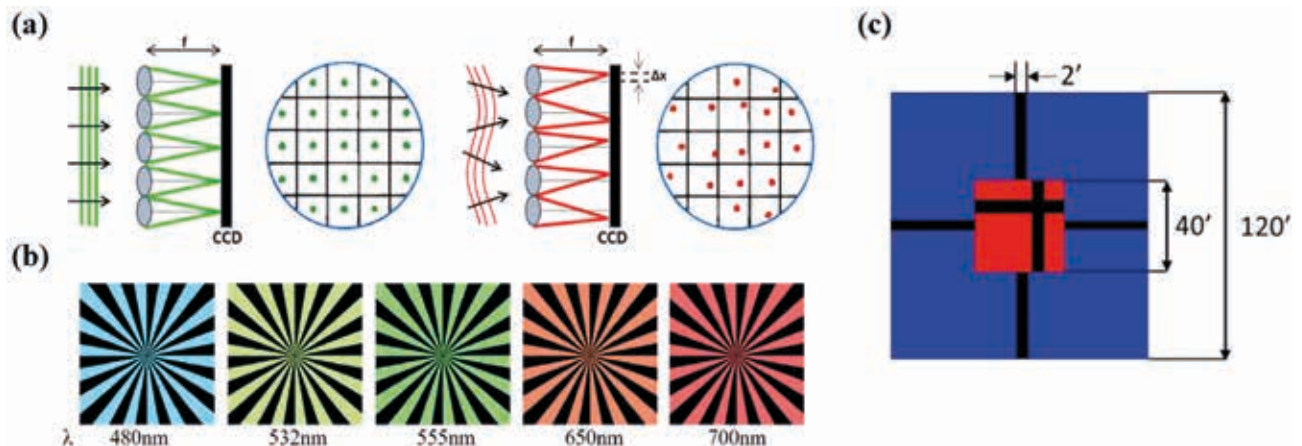 (a)
f
CCD
f
Δx
CCD
(b)
λ 480nm 532nm 555nm 650nm 700nm
(c)
2’
40’
120’